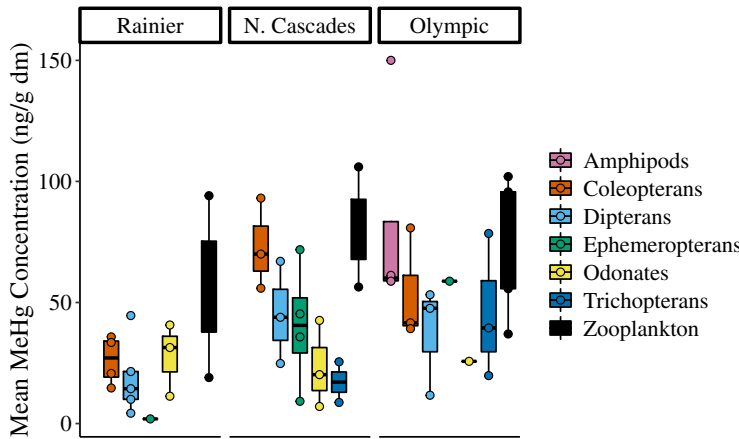 Rainier
N. Cascades
Olympic
Mean MeHg Concentration (ng/g dm)
150
100
50
0
Amphipods
Coleopterans
Dipterans
Ephemeropterans
Odonates
Trichopterans
Zooplankton